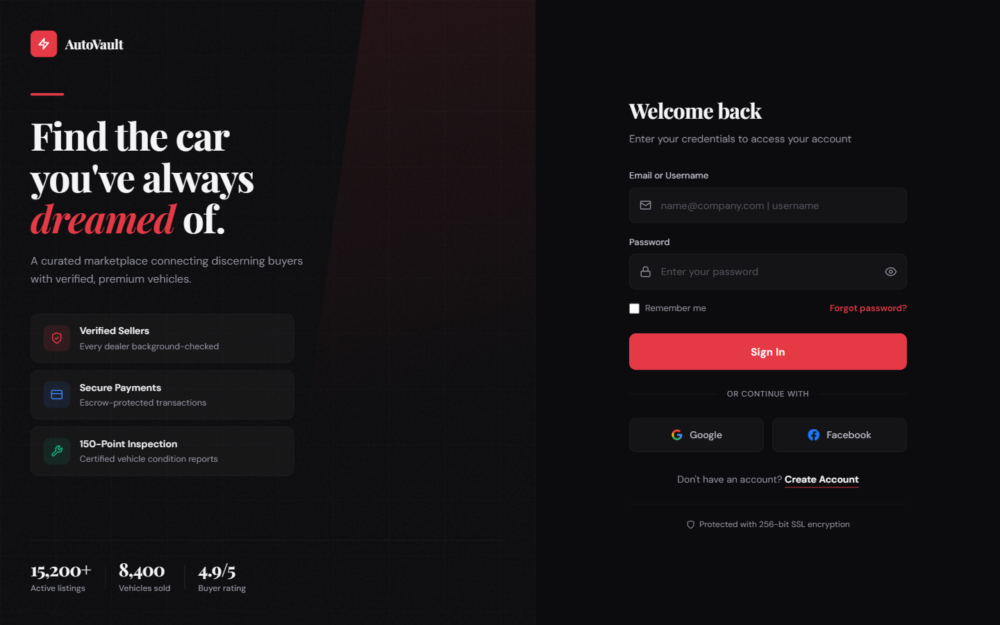 AutoVault
Find the car
you've always
dreamed of.
A curated marketplace connecting discerning buyers
with verified, premium vehicles.
Verified Sellers
Every dealer background-checked
Secure Payments
Escrow-protected transactions
150-Point Inspection
Certified vehicle condition reports
15,200+
Active listings
8,400
Vehicles sold
4.9/5
Buyer rating
Welcome back
Enter your credentials to access your account
Email or Username
name@company.com | username
Password
Enter your password
Remember me
Forgot password?
Sign In
OR CONTINUE WITH
Google
Facebook
Don't have an account? Create Account
Protected with 256-bit SSL encryption